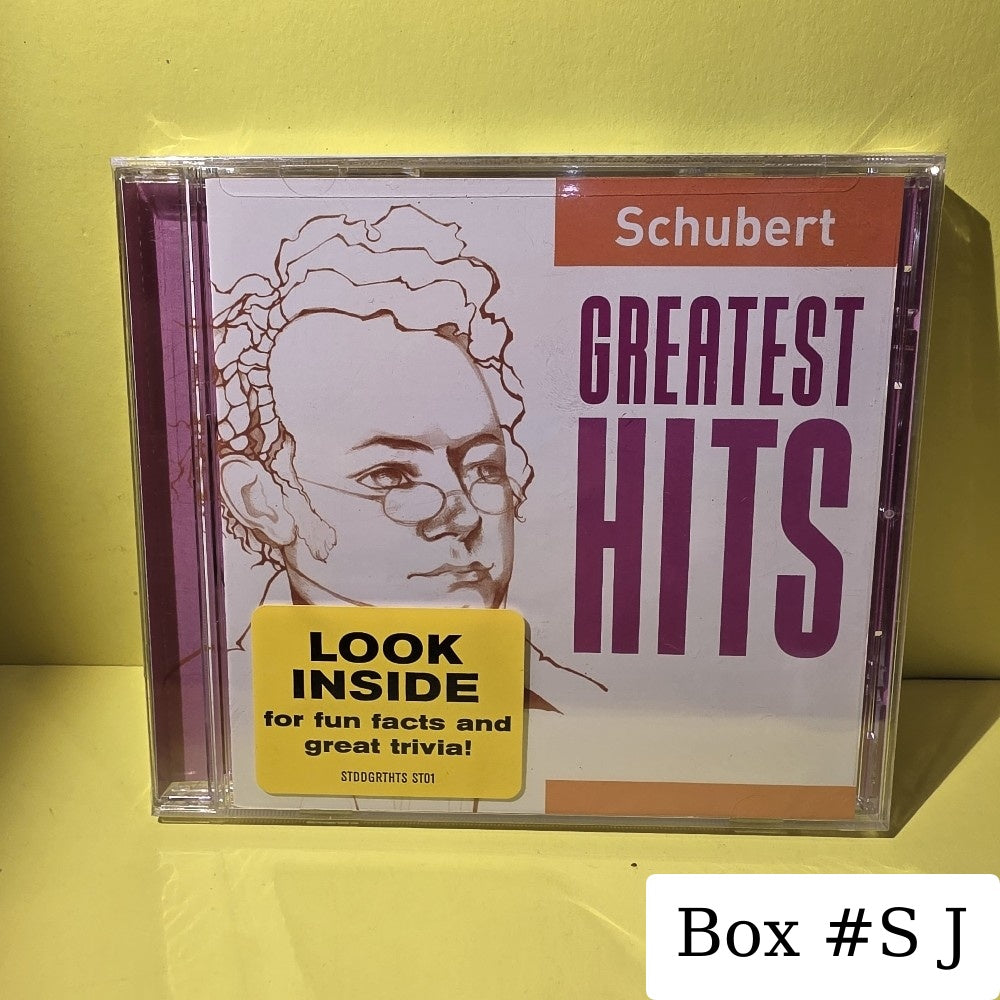 Schubert
GREATEST
HITS
LOOK
INSIDE
for fun facts and
great trivia!
STDDGRTHTS ST01
Box #S J